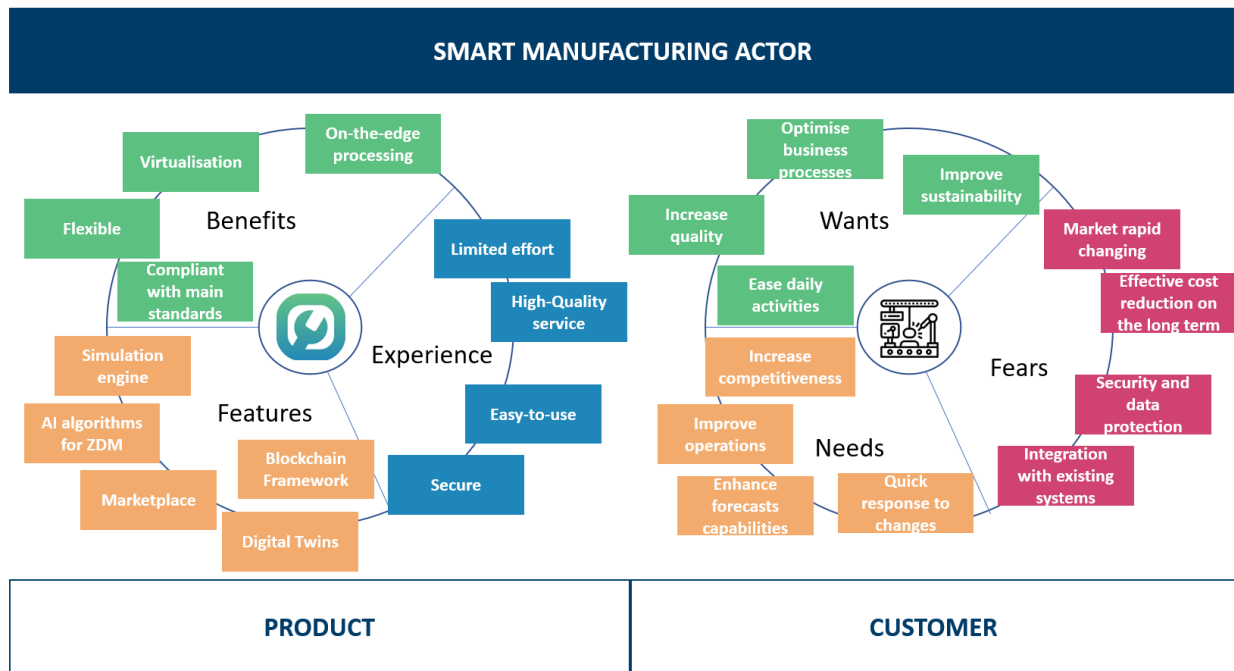 SMART MANUFACTURING ACTOR
On-the-edge
processing
Virtualisation
Benefits
Flexible
Compliant
with main
standards
Limited effort
High-Quality
service
Experience
Easy-to-use
Secure
Simulation
engine
Features
AI algorithms
for ZDM
Blockchain
Framework
Marketplace
Digital Twins
PRODUCT
Optimise
business
processes
Improve
sustainability
Wants
Increase
quality
Ease daily
activities
Market rapid
changing
Effective cost
reduction on
the long term
Fears
Security and
data
protection
Integration
with existing
systems
Increase
competitiveness
Improve
operations
Needs
Enhance
forecasts
capabilities
Quick
response to
changes
CUSTOMER